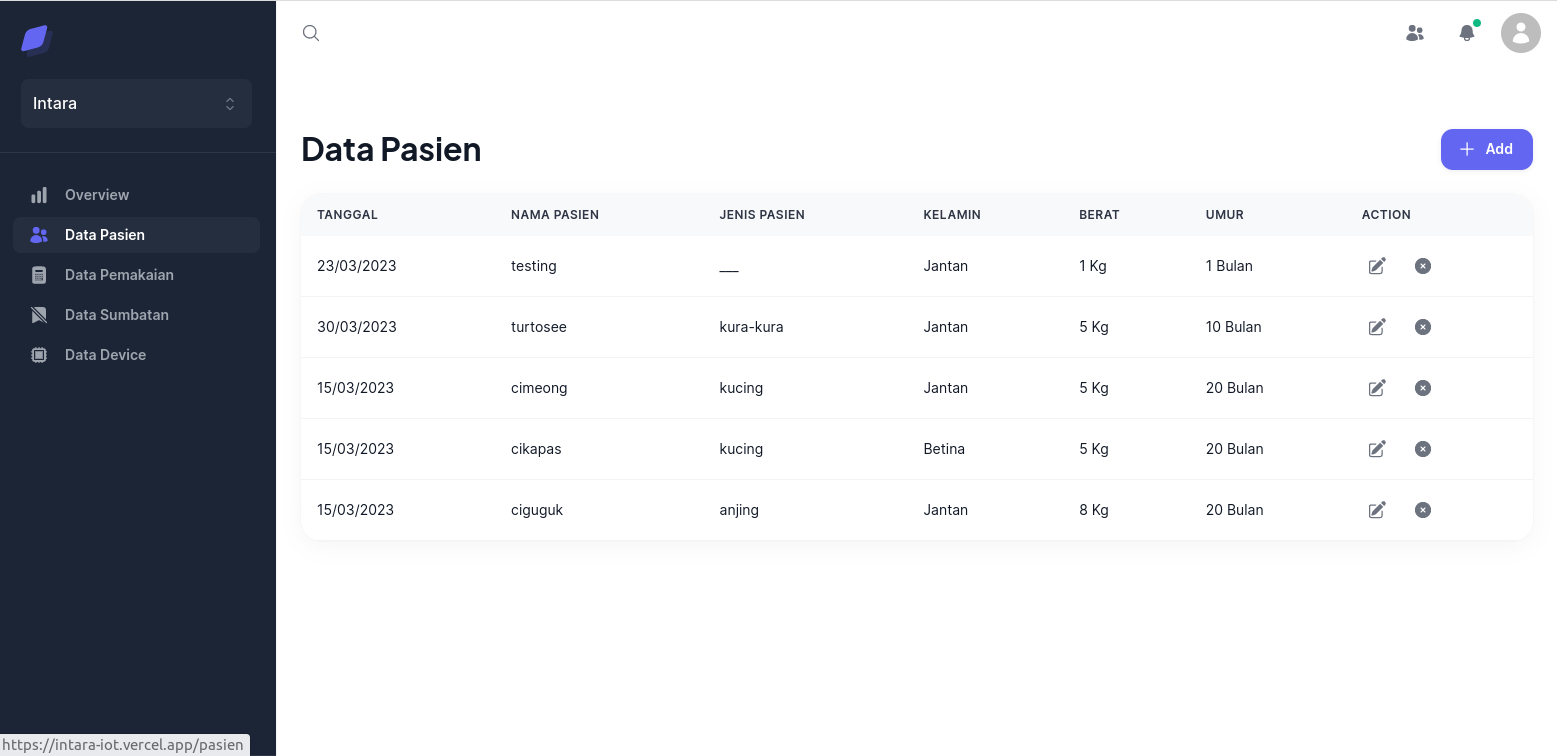 Intara
Overview
Data Pasien
Data Pemakaian
Data Sumbatan
Data Device
https://intara-iot.vercel.app/pasien
Data Pasien
Add
TANGGAL NAMA PASIEN JENIS PASIEN KELAMIN BERAT UMUR ACTION
23/03/2023 testing ___ Jantan 1 Kg 1 Bulan
30/03/2023 turtosee kura-kura Jantan 5 Kg 10 Bulan
15/03/2023 cimeong kucing Jantan 5 Kg 20 Bulan
15/03/2023 cikapas kucing Betina 5 Kg 20 Bulan
15/03/2023 ciguguk anjing Jantan 8 Kg 20 Bulan